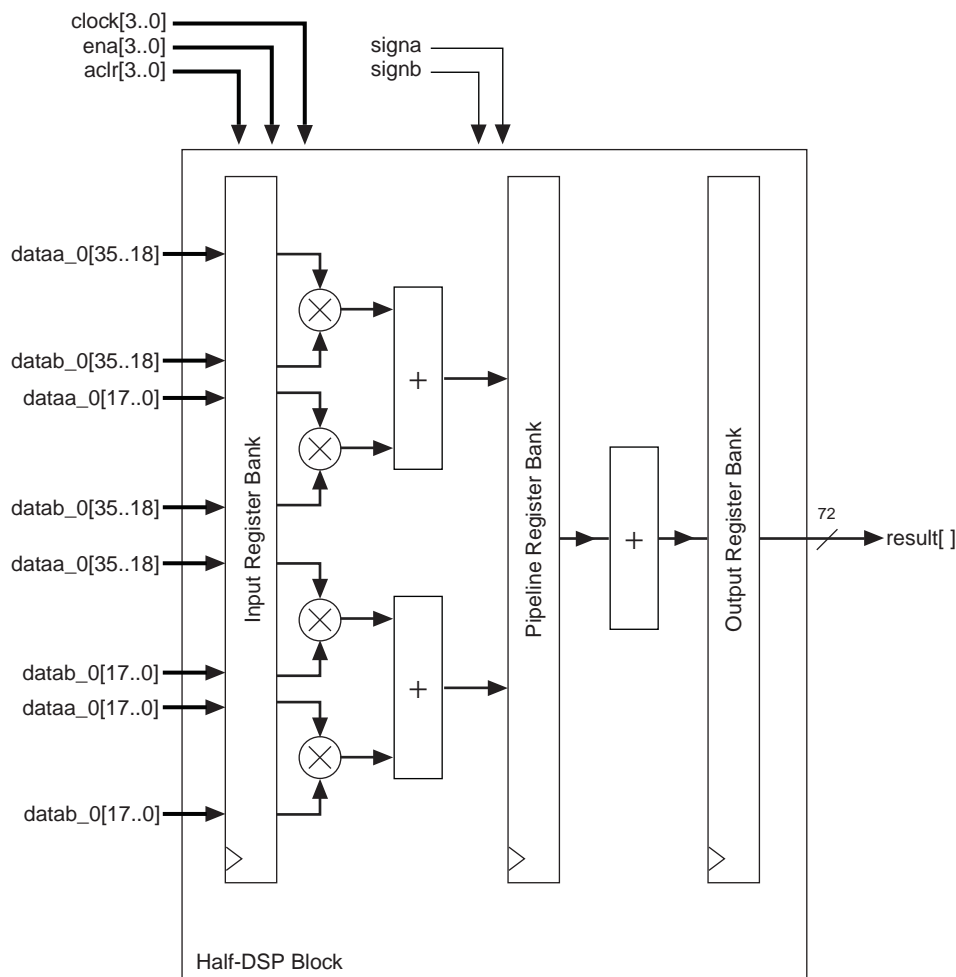 clock[3..0]
ena[3..0]
aclr[3..0]
signa
signb
dataa_0[35..18]
datab_0[35..18]
dataa_0[17..0]
datab_0[35..18]
dataa_0[35..18]
datab_0[17..0]
dataa_0[17..0]
datab_0[17..0]
Input Register Bank
+
+
Pipeline Register Bank
+
Output Register Bank
72
result[ ]
Half-DSP Block